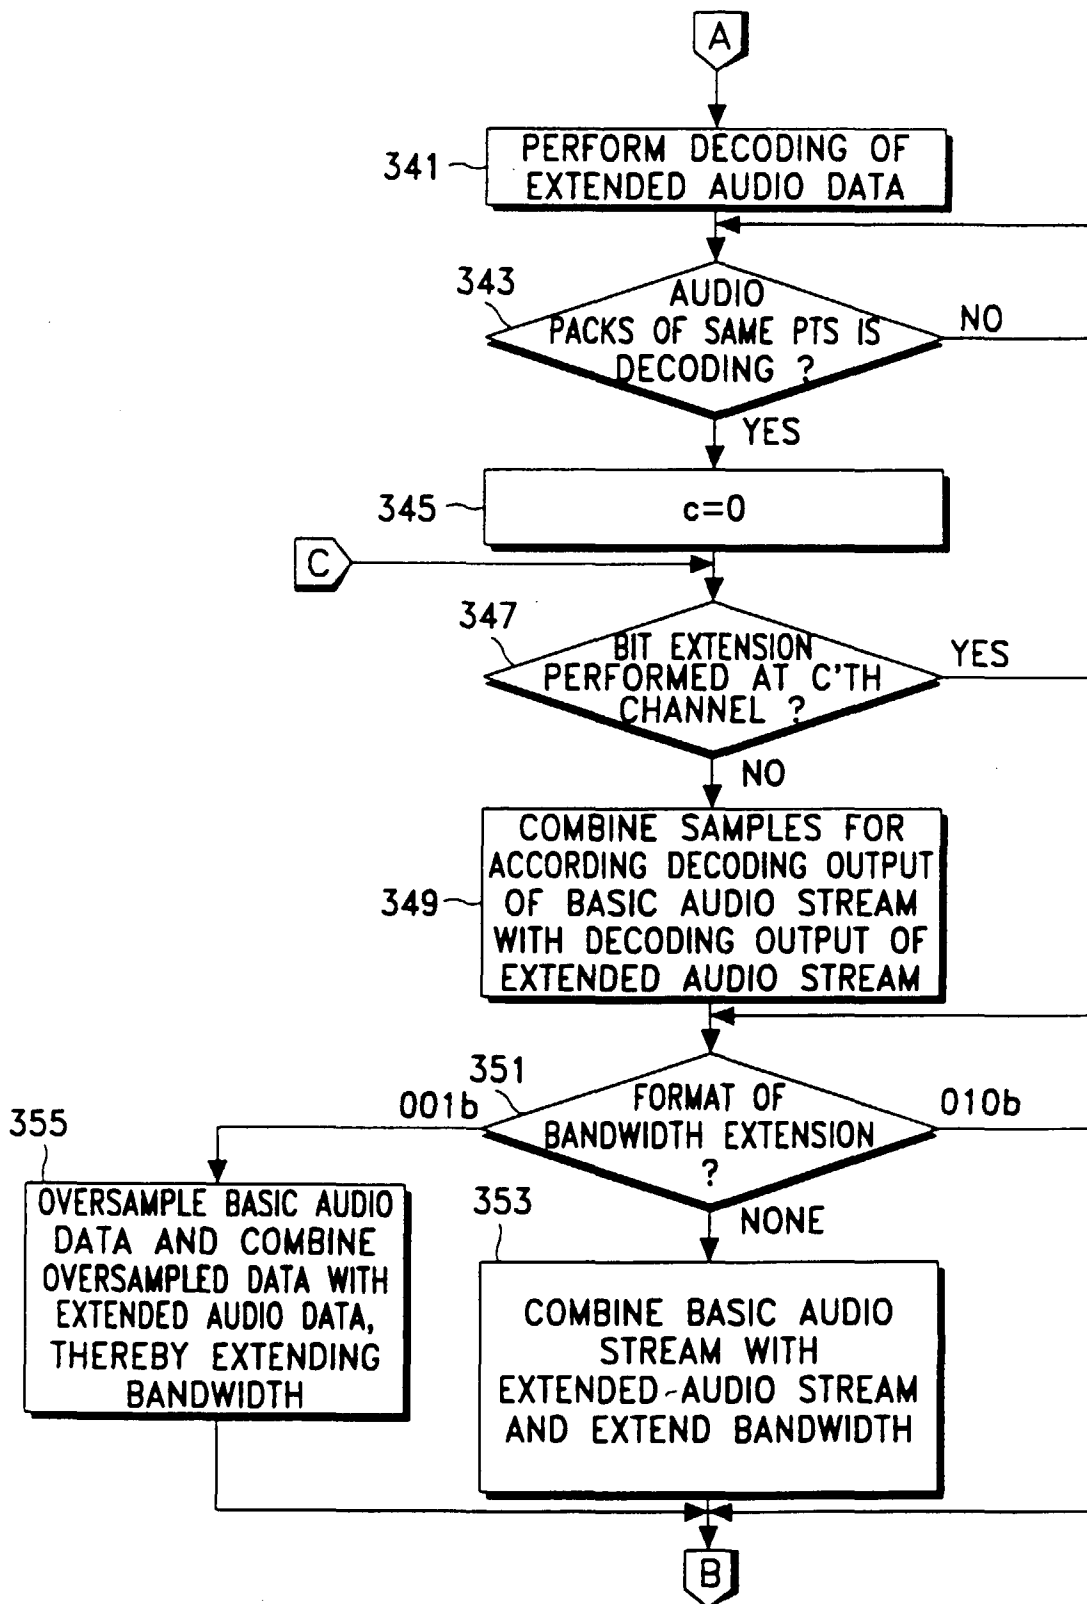 A
341
PERFORM DECODING OF
EXTENDED AUDIO DATA
343
AUDIO
PACKS OF SAME PTS IS
DECODING ?
NO
YES
345
c=0
C
347
BIT EXTENSION
PERFORMED AT C'TH
CHANNEL ?
YES
NO
349
COMBINE SAMPLES FOR
ACCORDING DECODING OUTPUT
OF BASIC AUDIO STREAM
WITH DECODING OUTPUT OF
EXTENDED AUDIO STREAM
351
FORMAT OF
BANDWIDTH EXTENSION
?
001b
010b
NONE
355
OVERSAMPLE BASIC AUDIO
DATA AND COMBINE
OVERSAMPLED DATA WITH
EXTENDED AUDIO DATA,
THEREBY EXTENDING
BANDWIDTH
353
COMBINE BASIC AUDIO
STREAM WITH
EXTENDED-AUDIO STREAM
AND EXTEND BANDWIDTH
B